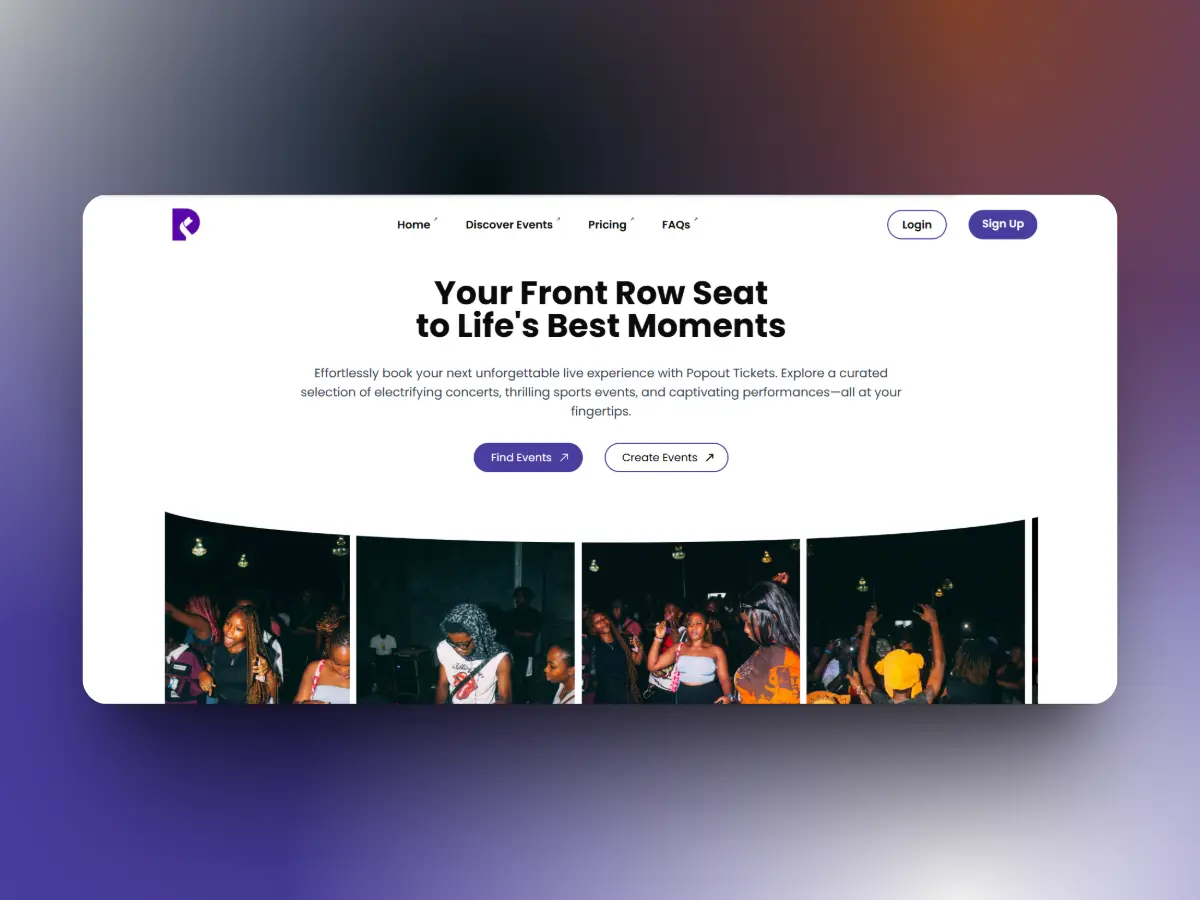 Home
Discover Events
Pricing
FAQs
Login
Sign Up
Your Front Row Seat
to Life's Best Moments
Effortlessly book your next unforgettable live experience with Popout Tickets. Explore a curated
selection of electrifying concerts, thrilling sports events, and captivating performances—all at your
fingertips.
Find Events
Create Events